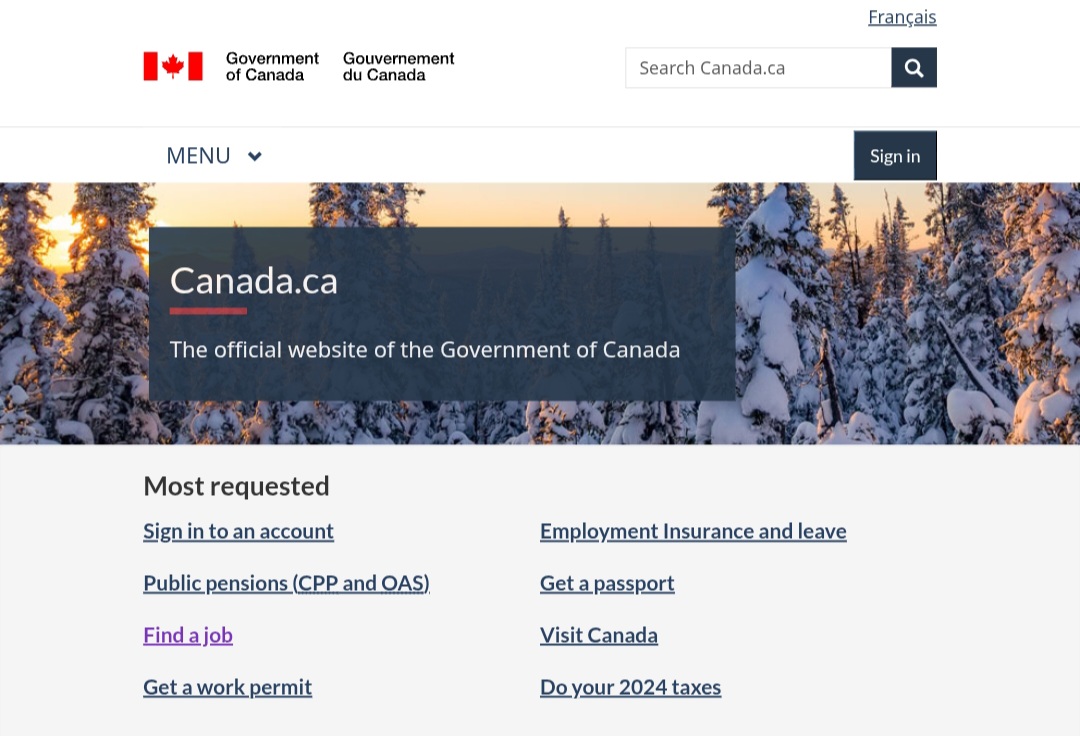 Français
Government of Canada
Gouvernement du Canada
Search Canada.ca
MENU
Sign in
Canada.ca
The official website of the Government of Canada
Most requested
Sign in to an account
Employment Insurance and leave
Public pensions (CPP and OAS)
Get a passport
Find a job
Visit Canada
Get a work permit
Do your 2024 taxes